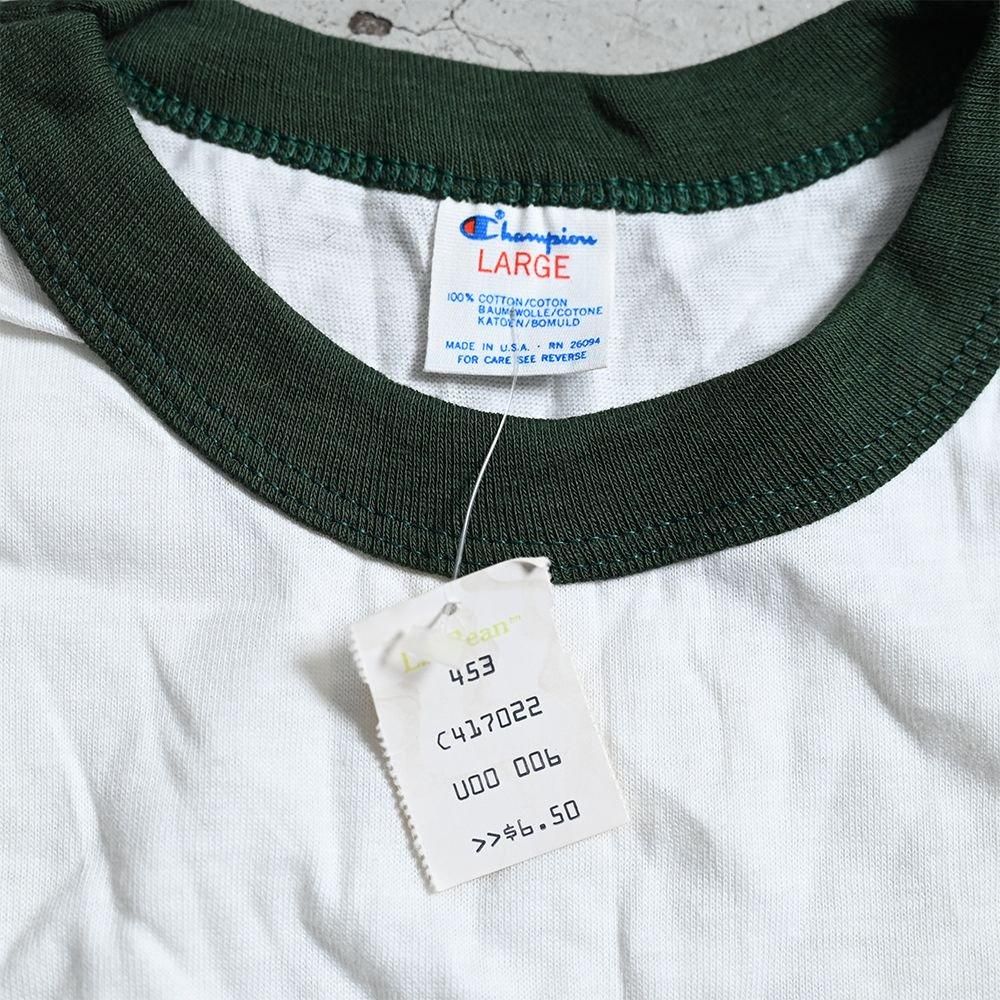 Champion
LARGE
100% COTTON/COTON
BAUMWOLLE/COTONE
KATOEN/BOMULD
MADE IN U.S.A. · RN 26094
FOR CARE SEE REVERSE
453
C417022
U00 006
>>$6.50